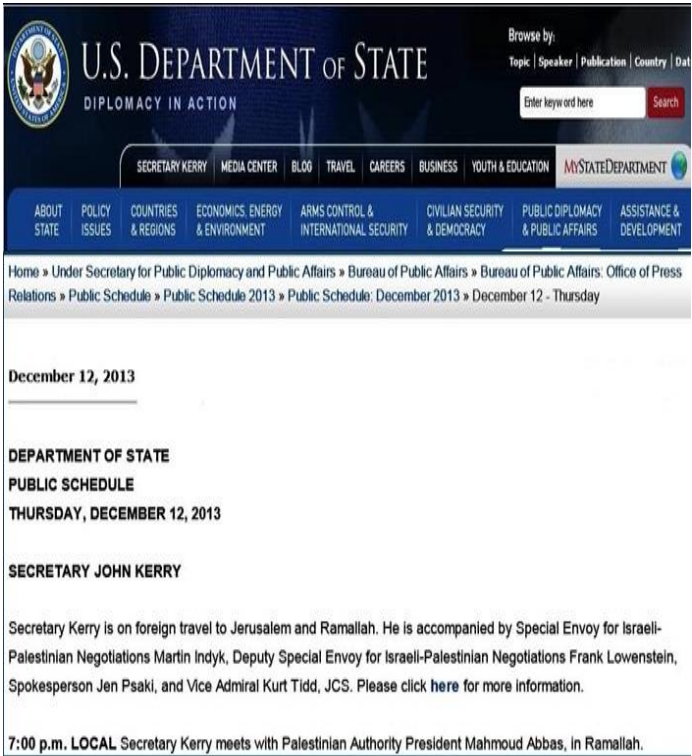 U.S. DEPARTMENT OF STATE
DIPLOMACY IN ACTION
Browse by:
Topic | Speaker | Publication | Country | Dat
Enter keyword here Search
SECRETARY KERRY MEDIA CENTER BLOG TRAVEL CAREERS BUSINESS YOUTH & EDUCATION MYSTATEDEPARTMENT
ABOUT STATE POLICY ISSUES COUNTRIES & REGIONS ECONOMICS, ENERGY & ENVIRONMENT ARMS CONTROL & INTERNATIONAL SECURITY CIVILIAN SECURITY & DEMOCRACY PUBLIC DIPLOMACY & PUBLIC AFFAIRS ASSISTANCE & DEVELOPMENT
Home » Under Secretary for Public Diplomacy and Public Affairs » Bureau of Public Affairs » Bureau of Public Affairs: Office of Press
Relations » Public Schedule » Public Schedule 2013 » Public Schedule: December 2013 » December 12 - Thursday
December 12, 2013
DEPARTMENT OF STATE
PUBLIC SCHEDULE
THURSDAY, DECEMBER 12, 2013
SECRETARY JOHN KERRY
Secretary Kerry is on foreign travel to Jerusalem and Ramallah. He is accompanied by Special Envoy for Israeli-
Palestinian Negotiations Martin Indyk, Deputy Special Envoy for Israeli-Palestinian Negotiations Frank Lowenstein,
Spokesperson Jen Psaki, and Vice Admiral Kurt Tidd, JCS. Please click here for more information.
7:00 p.m. LOCAL Secretary Kerry meets with Palestinian Authority President Mahmoud Abbas, in Ramallah.